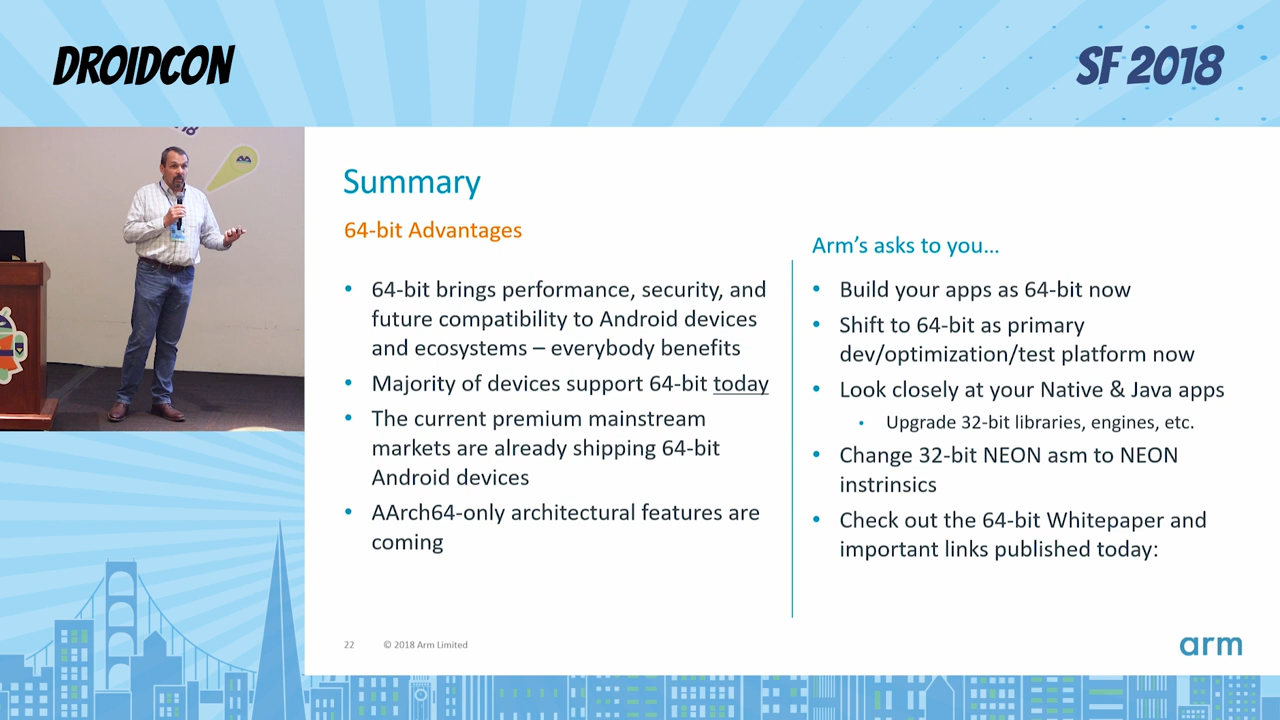 DROIDCON
SF 2018
Summary
64-bit Advantages
• 64-bit brings performance, security, and
future compatibility to Android devices
and ecosystems – everybody benefits
• Majority of devices support 64-bit today
• The current premium mainstream
markets are already shipping 64-bit
Android devices
• AArch64-only architectural features are
coming
Arm's asks to you...
• Build your apps as 64-bit now
• Shift to 64-bit as primary
dev/optimization/test platform now
• Look closely at your Native & Java apps
• Upgrade 32-bit libraries, engines, etc.
• Change 32-bit NEON asm to NEON
instrinsics
• Check out the 64-bit Whitepaper and
important links published today:
22 © 2018 Arm Limited
arm